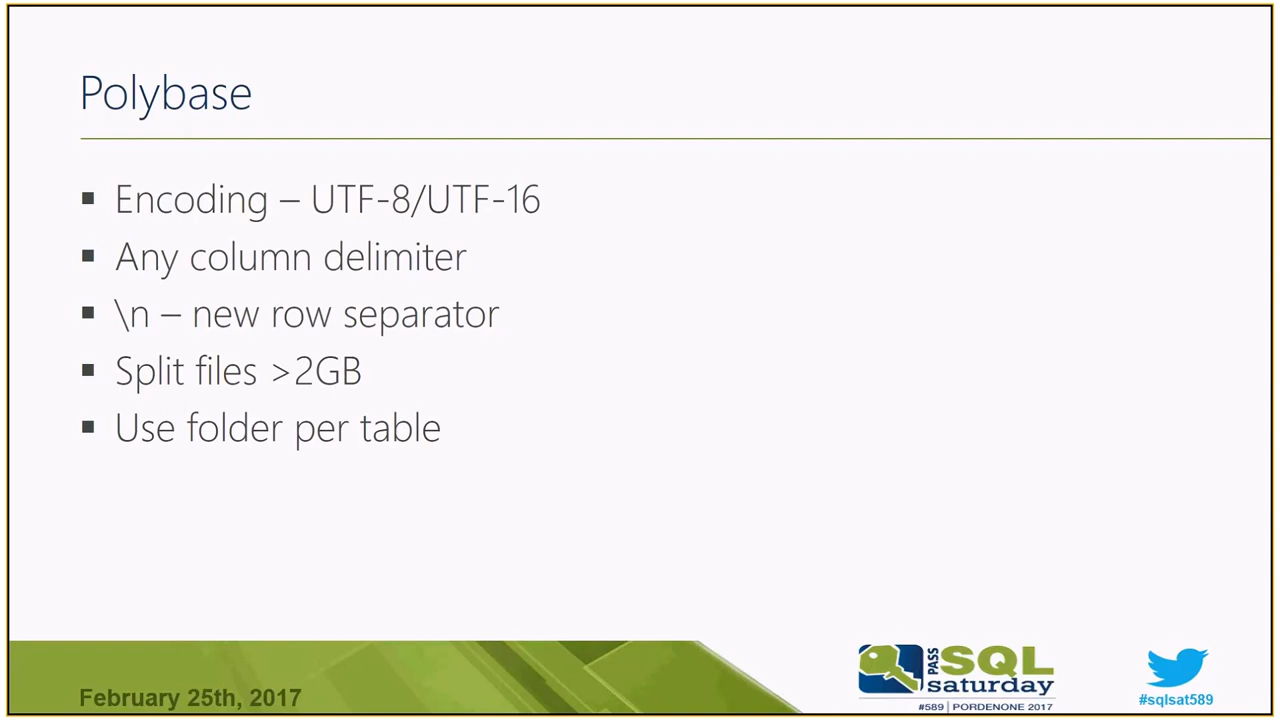 Polybase
Encoding – UTF-8/UTF-16
Any column delimiter
\n – new row separator
Split files >2GB
Use folder per table
February 25th, 2017
PASS
SQL
saturday
#589 | PORDENONE 2017
#sqlsat589